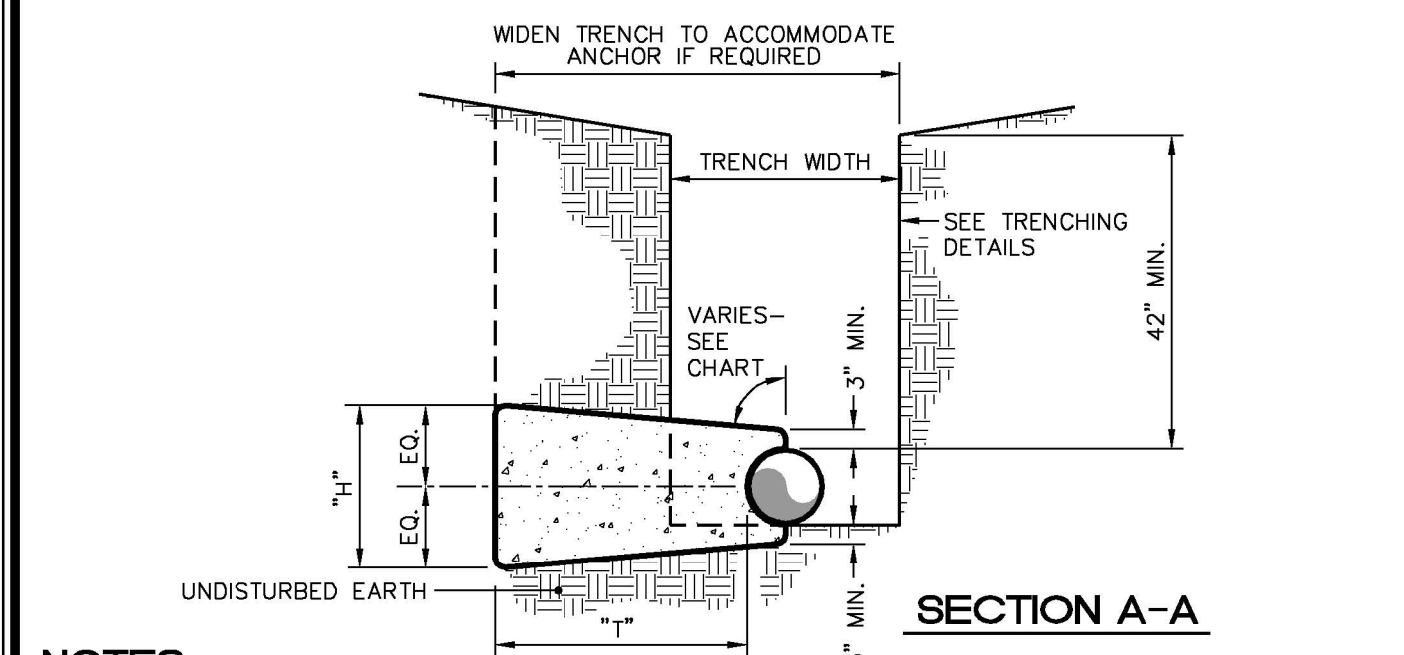 WIDEN TRENCH TO ACCOMMODATE
ANCHOR IF REQUIRED
TRENCH WIDTH
SEE TRENCHING
DETAILS
42" MIN.
VARIES-
SEE
CHART
3" MIN.
"H"
EQ.
EQ.
UNDISTURBED EARTH
"T"
" MIN.
SECTION A-A
NOTES